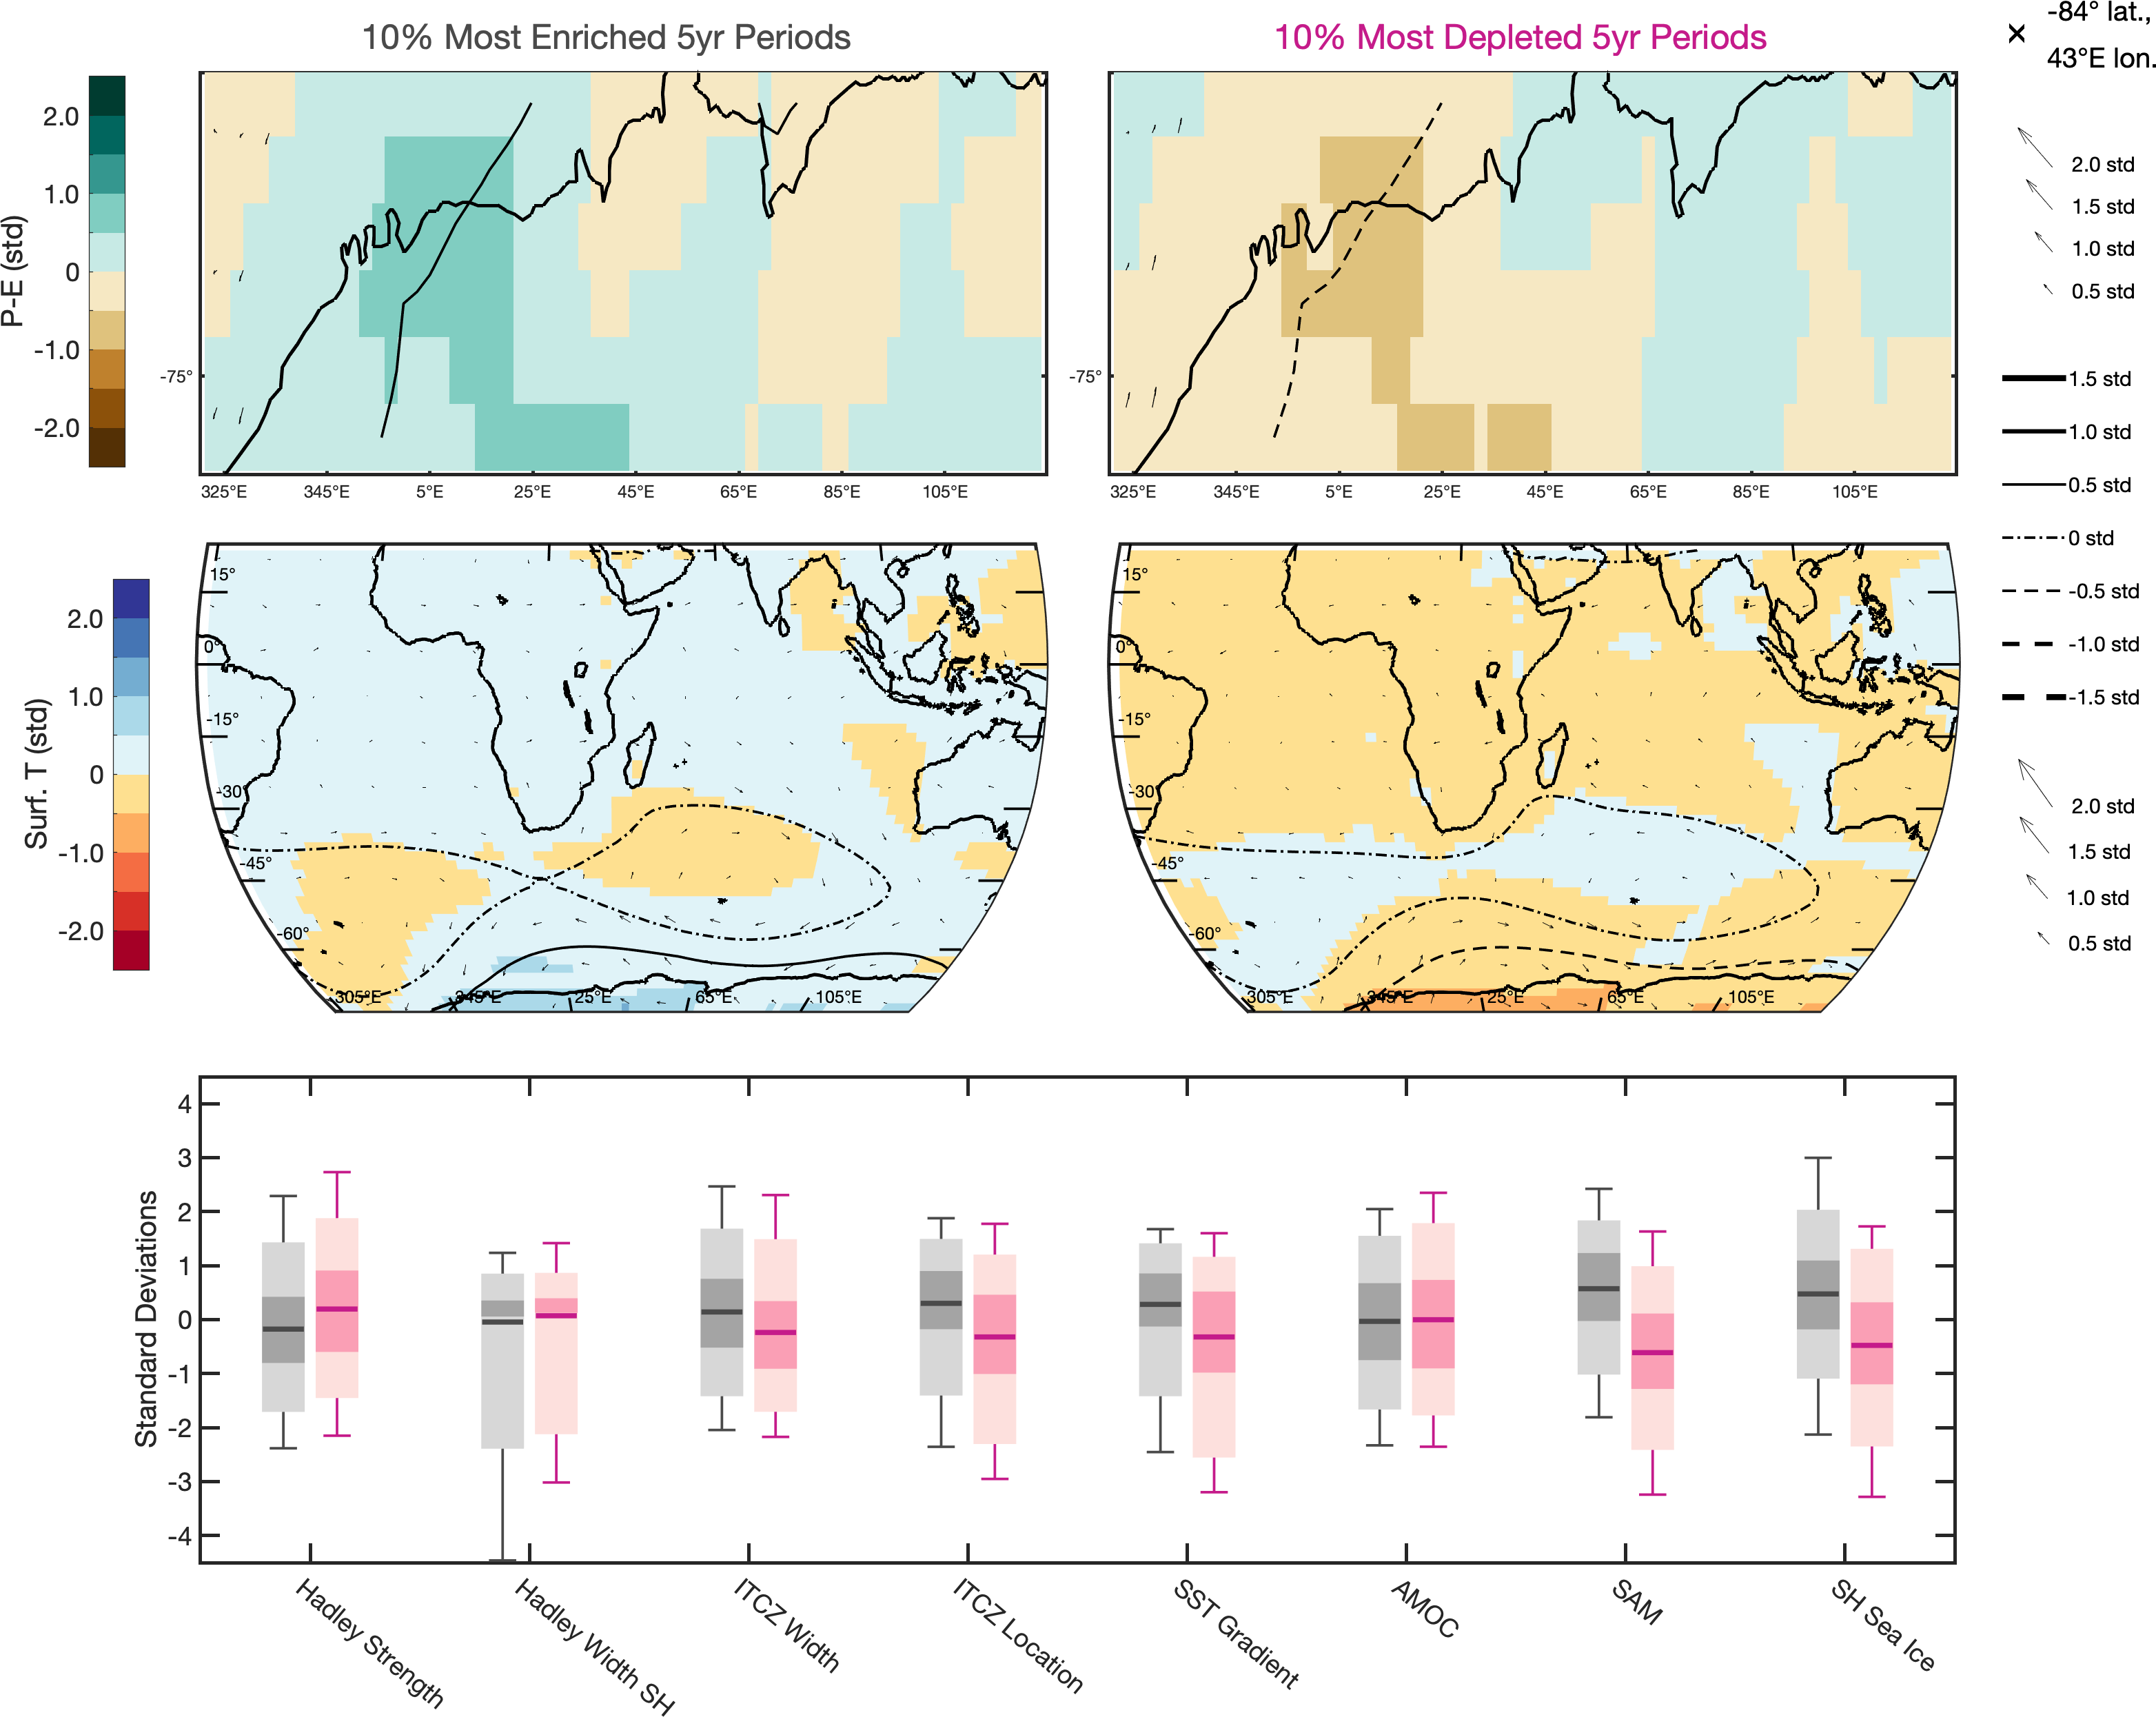 10% Most Enriched 5yr Periods
10% Most Depleted 5yr Periods
-84° lat.,
43°E lon.
P-E (std)
2.0
1.0
0
-1.0
-2.0
-75°
325°E 345°E 5°E 25°E 45°E 65°E 85°E 105°E
-75°
325°E 345°E 5°E 25°E 45°E 65°E 85°E 105°E
2.0 std
1.5 std
1.0 std
0.5 std
1.5 std
1.0 std
0.5 std
0 std
-0.5 std
-1.0 std
-1.5 std
Surf. T (std)
2.0
1.0
0
-1.0
-2.0
15°
0°
-15°
-30°
-45°
-60°
305°E 345°E 25°E 65°E 105°E
15°
0°
-15°
-30°
-45°
-60°
305°E 345°E 25°E 65°E 105°E
2.0 std
1.5 std
1.0 std
0.5 std
Standard Deviations
4
3
2
1
0
-1
-2
-3
-4
Hadley Strength
Hadley Width SH
ITCZ Width
ITCZ Location
SST Gradient
AMOC
SAM
SH Sea Ice